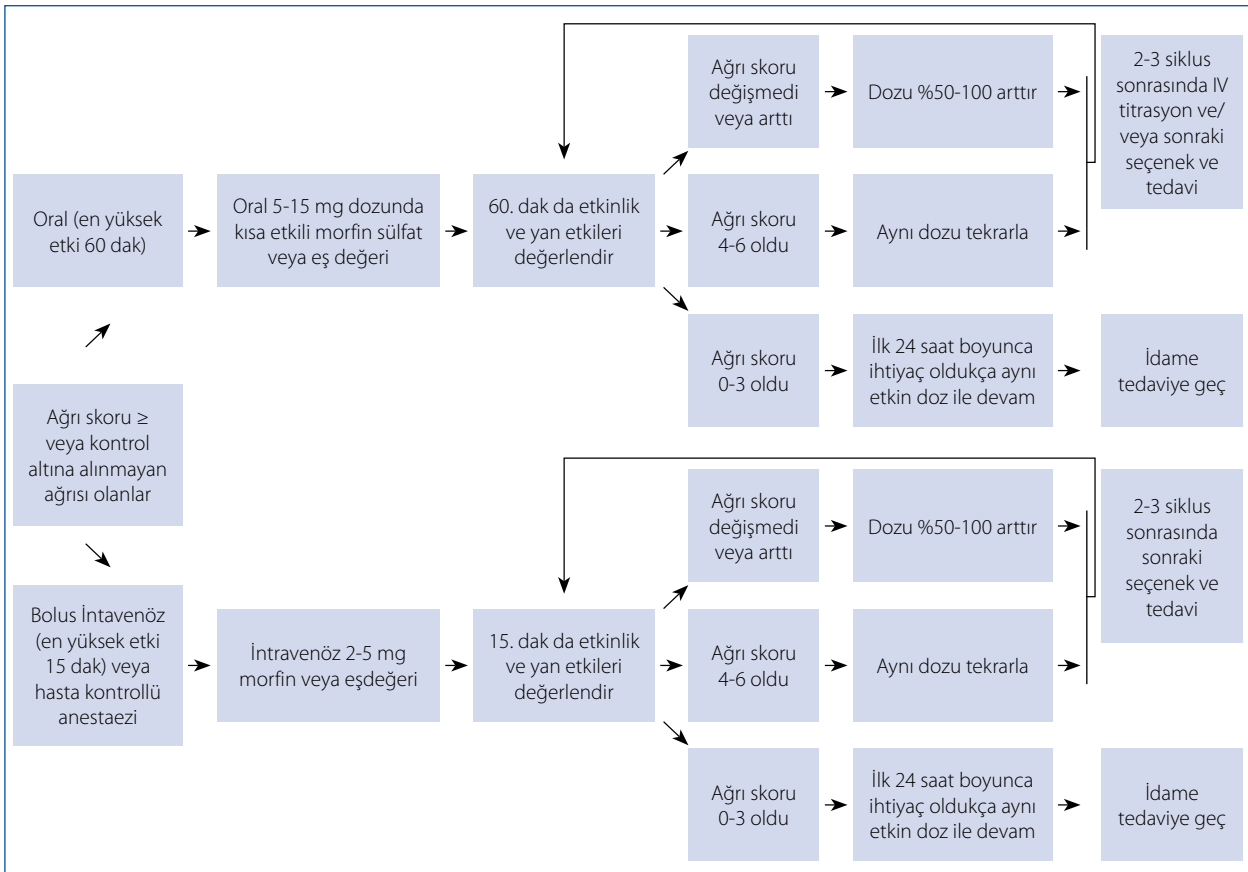 Ağrı skoru ≥
veya kontrol
altına alınmayan
ağrısı olanlar
Oral (en yüksek
etki 60 dak)
Oral 5-15 mg dozunda
kısa etkili morfin sülfat
veya eş değeri
60. dak da etkinlik
ve yan etkileri
değerlendir
Ağrı skoru
değişmedi
veya arttı
Dozu %50-100 arttır
Ağrı skoru
4-6 oldu
Aynı dozu tekrarla
2-3 siklus
sonrasında IV
titrasyon ve/
veya sonraki
seçenek ve
tedavi
Ağrı skoru
0-3 oldu
İlk 24 saat boyunca
ihtiyaç oldukça aynı
etkin doz ile devam
İdame
tedaviye geç
Bolus İntavenöz
(en yüksek etki
15 dak) veya
hasta kontrollü
anestaezi
İntravenöz 2-5 mg
morfin veya eşdeğeri
15. dak da etkinlik
ve yan etkileri
değerlendir
Ağrı skoru
değişmedi
veya arttı
Dozu %50-100 arttır
Ağrı skoru
4-6 oldu
Aynı dozu tekrarla
2-3 siklus
sonrasında
sonraki
seçenek ve
tedavi
Ağrı skoru
0-3 oldu
İlk 24 saat boyunca
ihtiyaç oldukça aynı
etkin doz ile devam
İdame
tedaviye geç